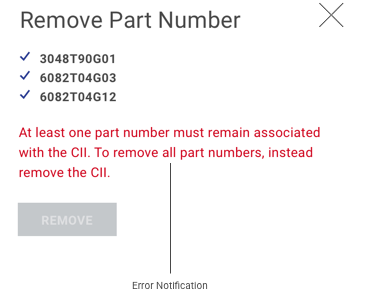 Remove Part Number
3048T90G01
6082T04G03
6082T04G12
At least one part number must remain associated
with the CII. To remove all part numbers, instead
remove the CII.
REMOVE
Error Notification